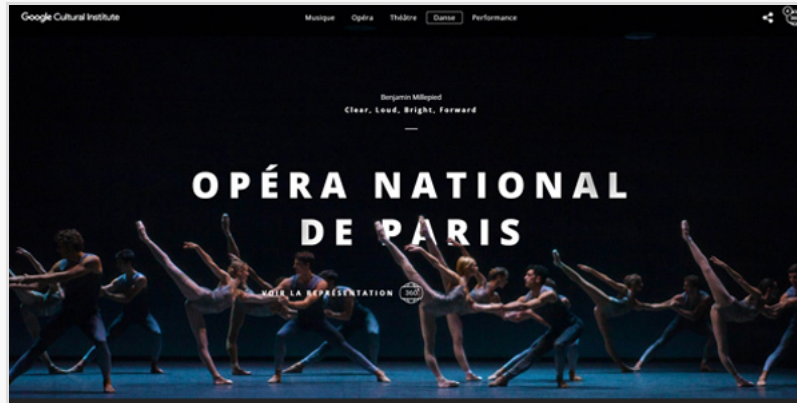 Google Cultural Institute
Musique Opéra Théâtre Danse Performance
Benjamin Millepied
Clear, Loud, Bright, Forward
OPÉRA NATIONAL
DE PARIS
VOIR LA REPRÉSENTATION 360°